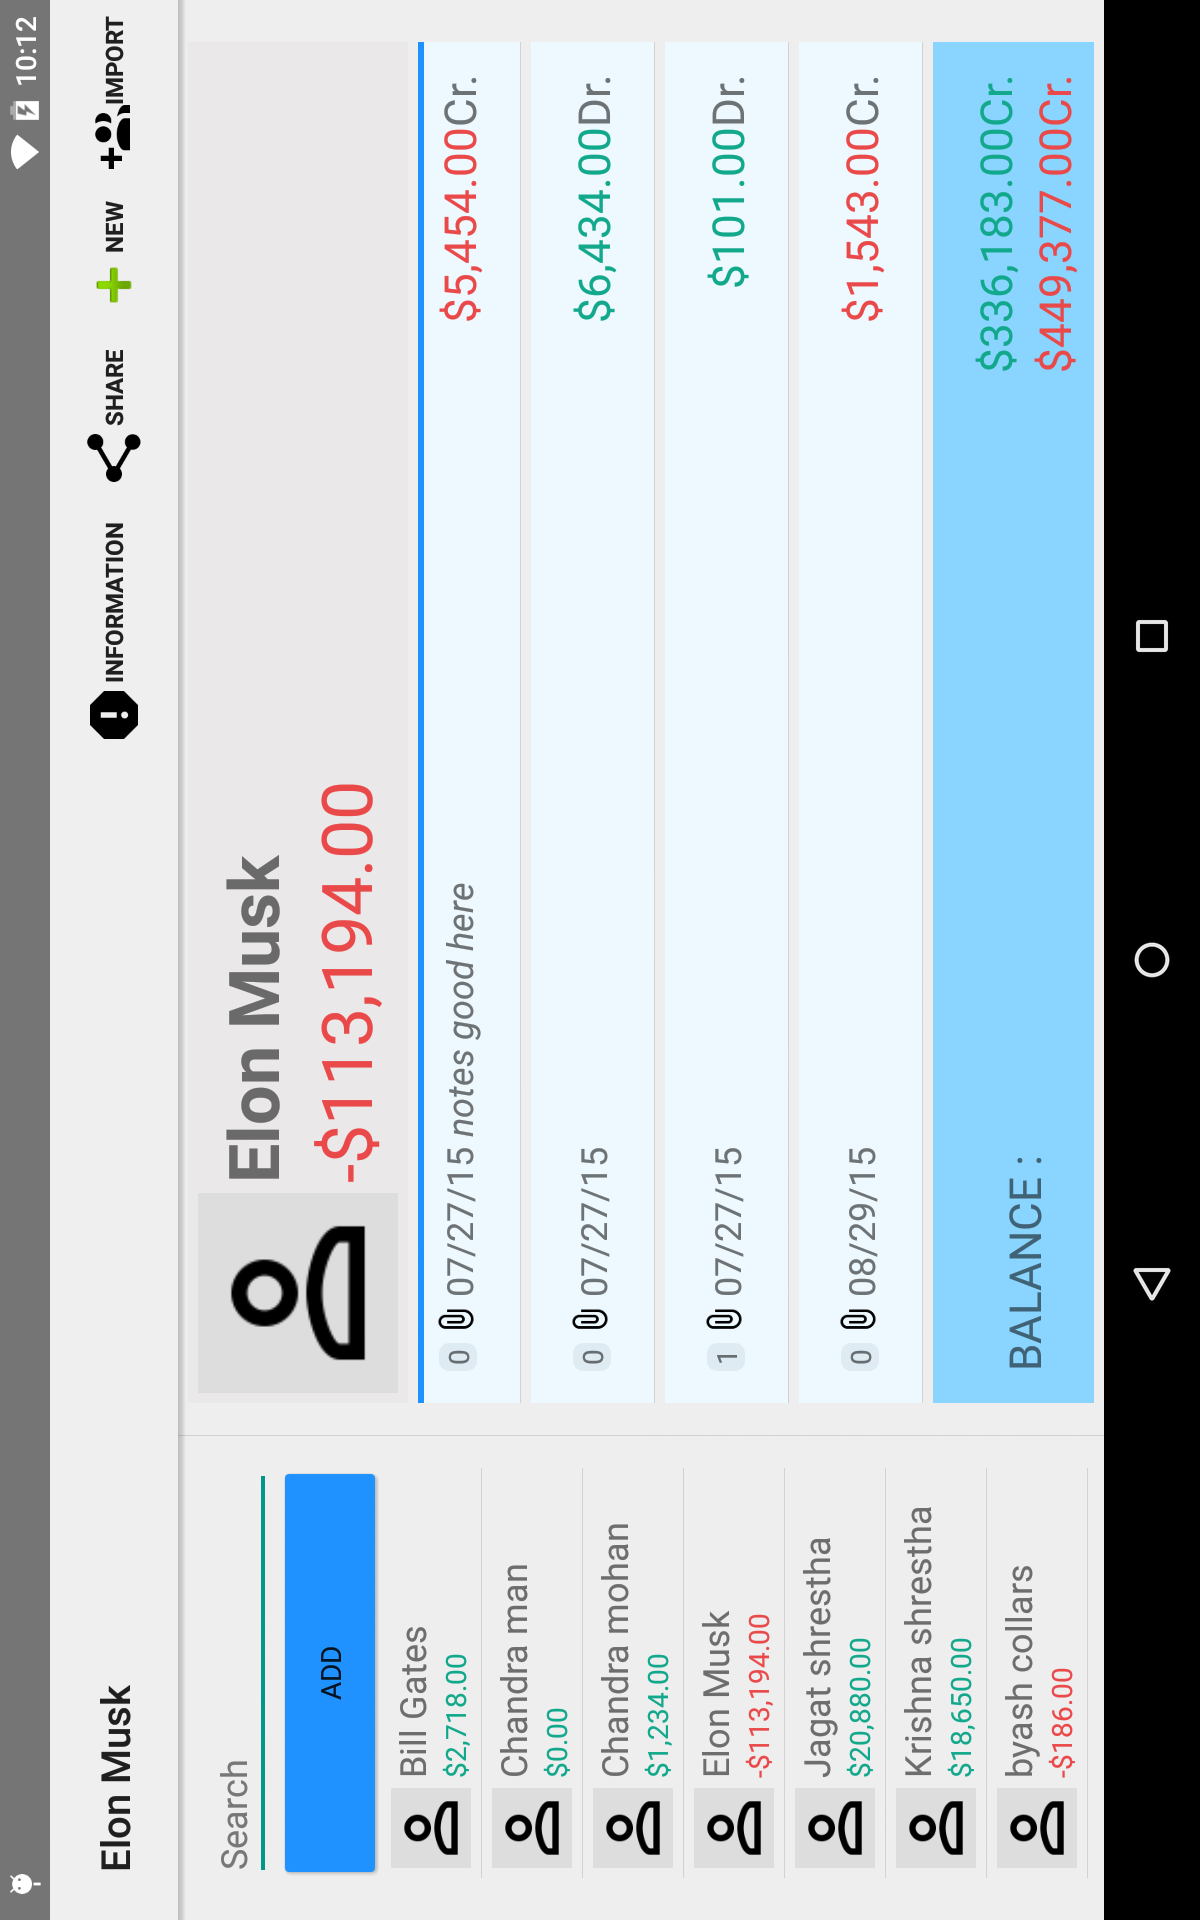 10:12
Elon Musk
INFORMATION SHARE NEW IMPORT
Search
ADD
Bill Gates
$2,718.00
Chandra man
$0.00
Chandra mohan
$1,234.00
Elon Musk
-$113,194.00
Jagat shrestha
$20,880.00
Krishna shrestha
$18,650.00
byash collars
-$186.00
Elon Musk
-$113,194.00
0 07/27/15 notes good here $5,454.00Cr.
0 07/27/15 $6,434.00Dr.
1 07/27/15 $101.00Dr.
0 08/29/15 $1,543.00Cr.
BALANCE : $336,183.00Cr.
$449,377.00Cr.